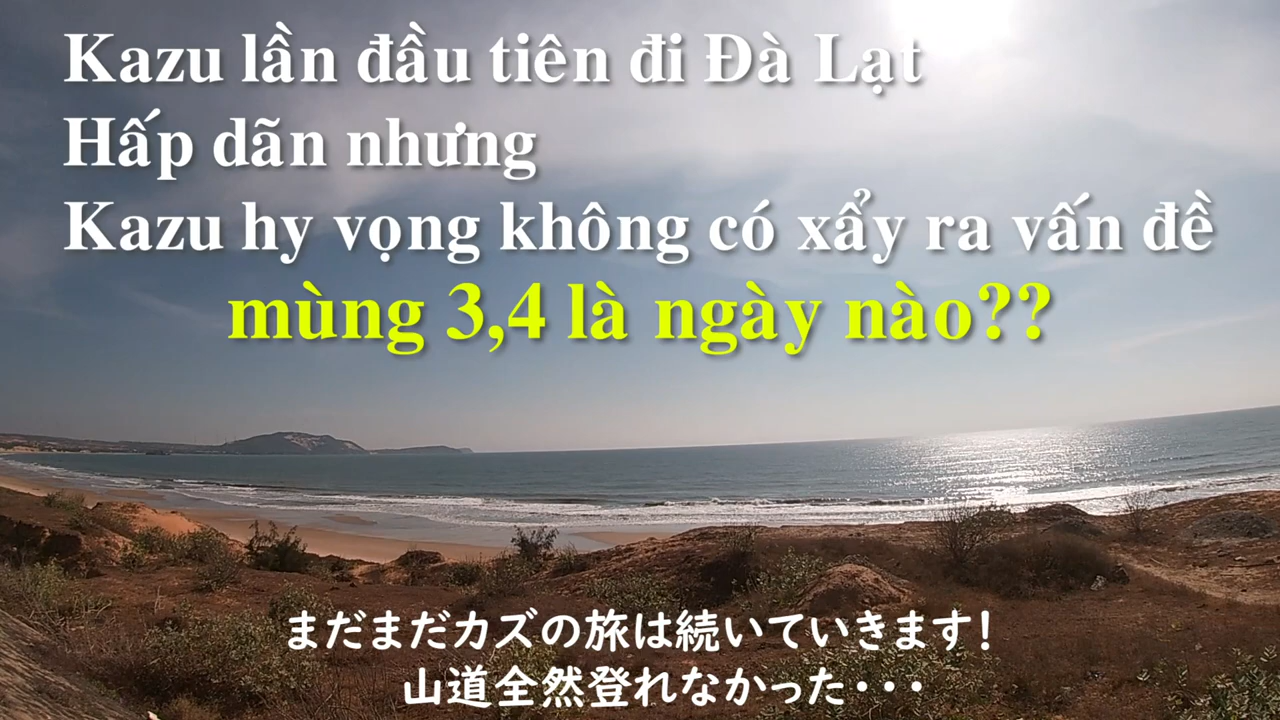 Kazu lần đầu tiên đi Đà Lạt
Hấp dãn nhưng
Kazu hy vọng không có xẩy ra vấn đề
mùng 3,4 là ngày nào??
まだまだカズの旅は続いていきます!
山道全然登れなかった・・・